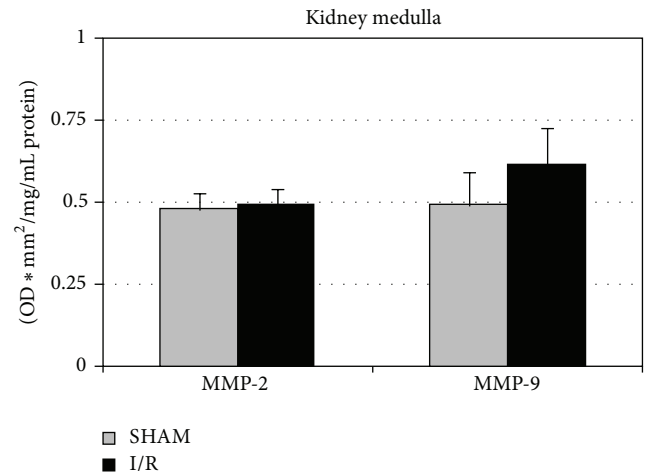 Kidney medulla
(OD * mm²/mg/mL protein)
1
0.75
0.5
0.25
0
MMP-2 MMP-9
SHAM
I/R